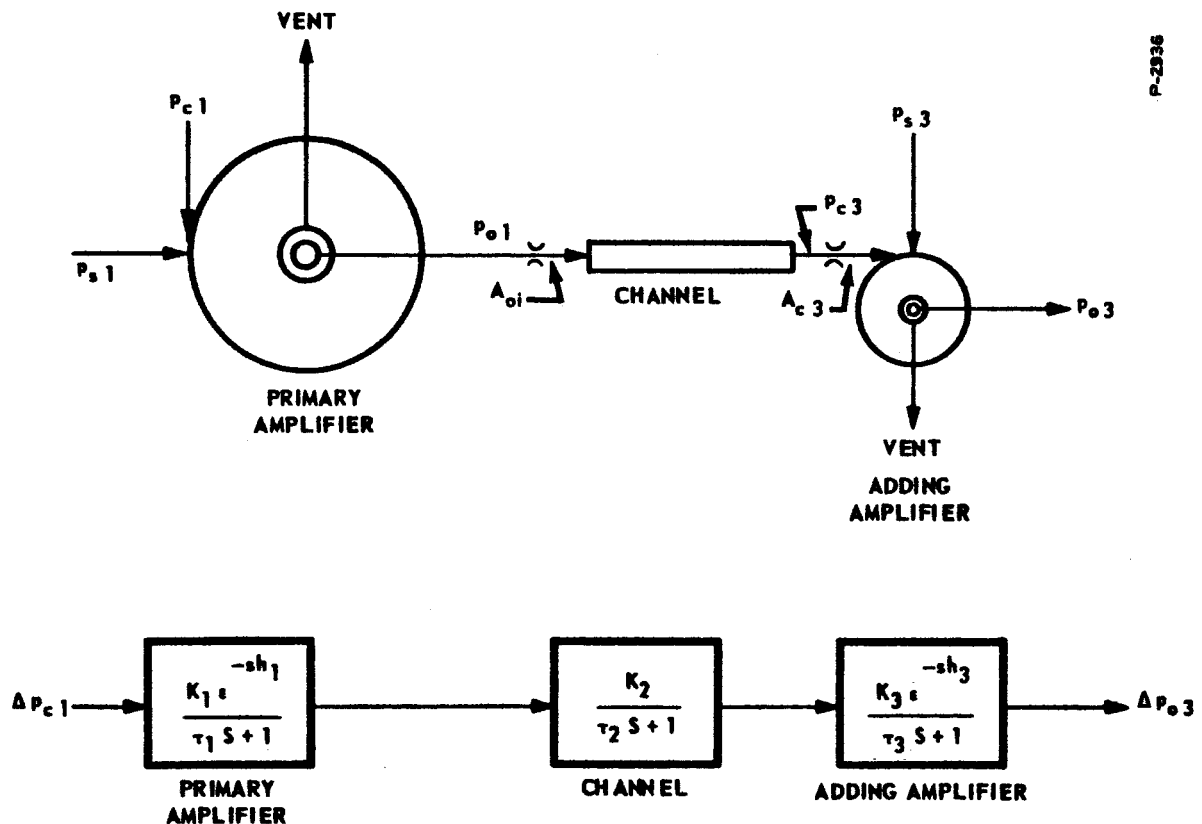 VENT
P-2936
Pc 1
Ps 3
Pc 3
Po 1
Ps 1
Aoi
CHANNEL
Ac 3
Po 3
PRIMARY
AMPLIFIER
VENT
ADDING
AMPLIFIER
Δ Pc 1
K1 ε^-sh1
τ1 S + 1
K2
τ2 S + 1
K3 ε^-sh3
τ3 S + 1
Δ Po 3
PRIMARY
AMPLIFIER
CHANNEL
ADDING AMPLIFIER